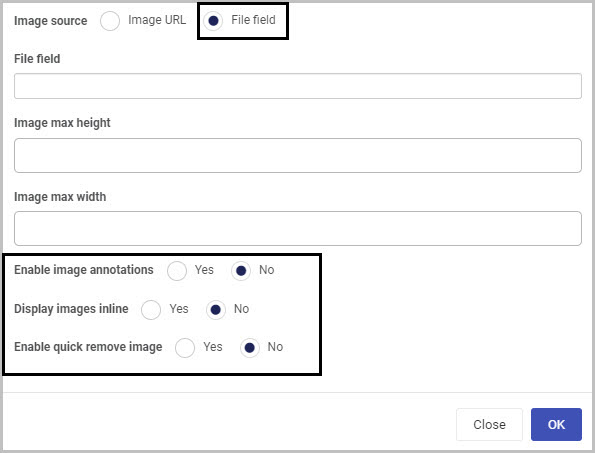 Image source Image URL File field
File field
Image max height
Image max width
Enable image annotations Yes No
Display images inline Yes No
Enable quick remove image Yes No
Close OK